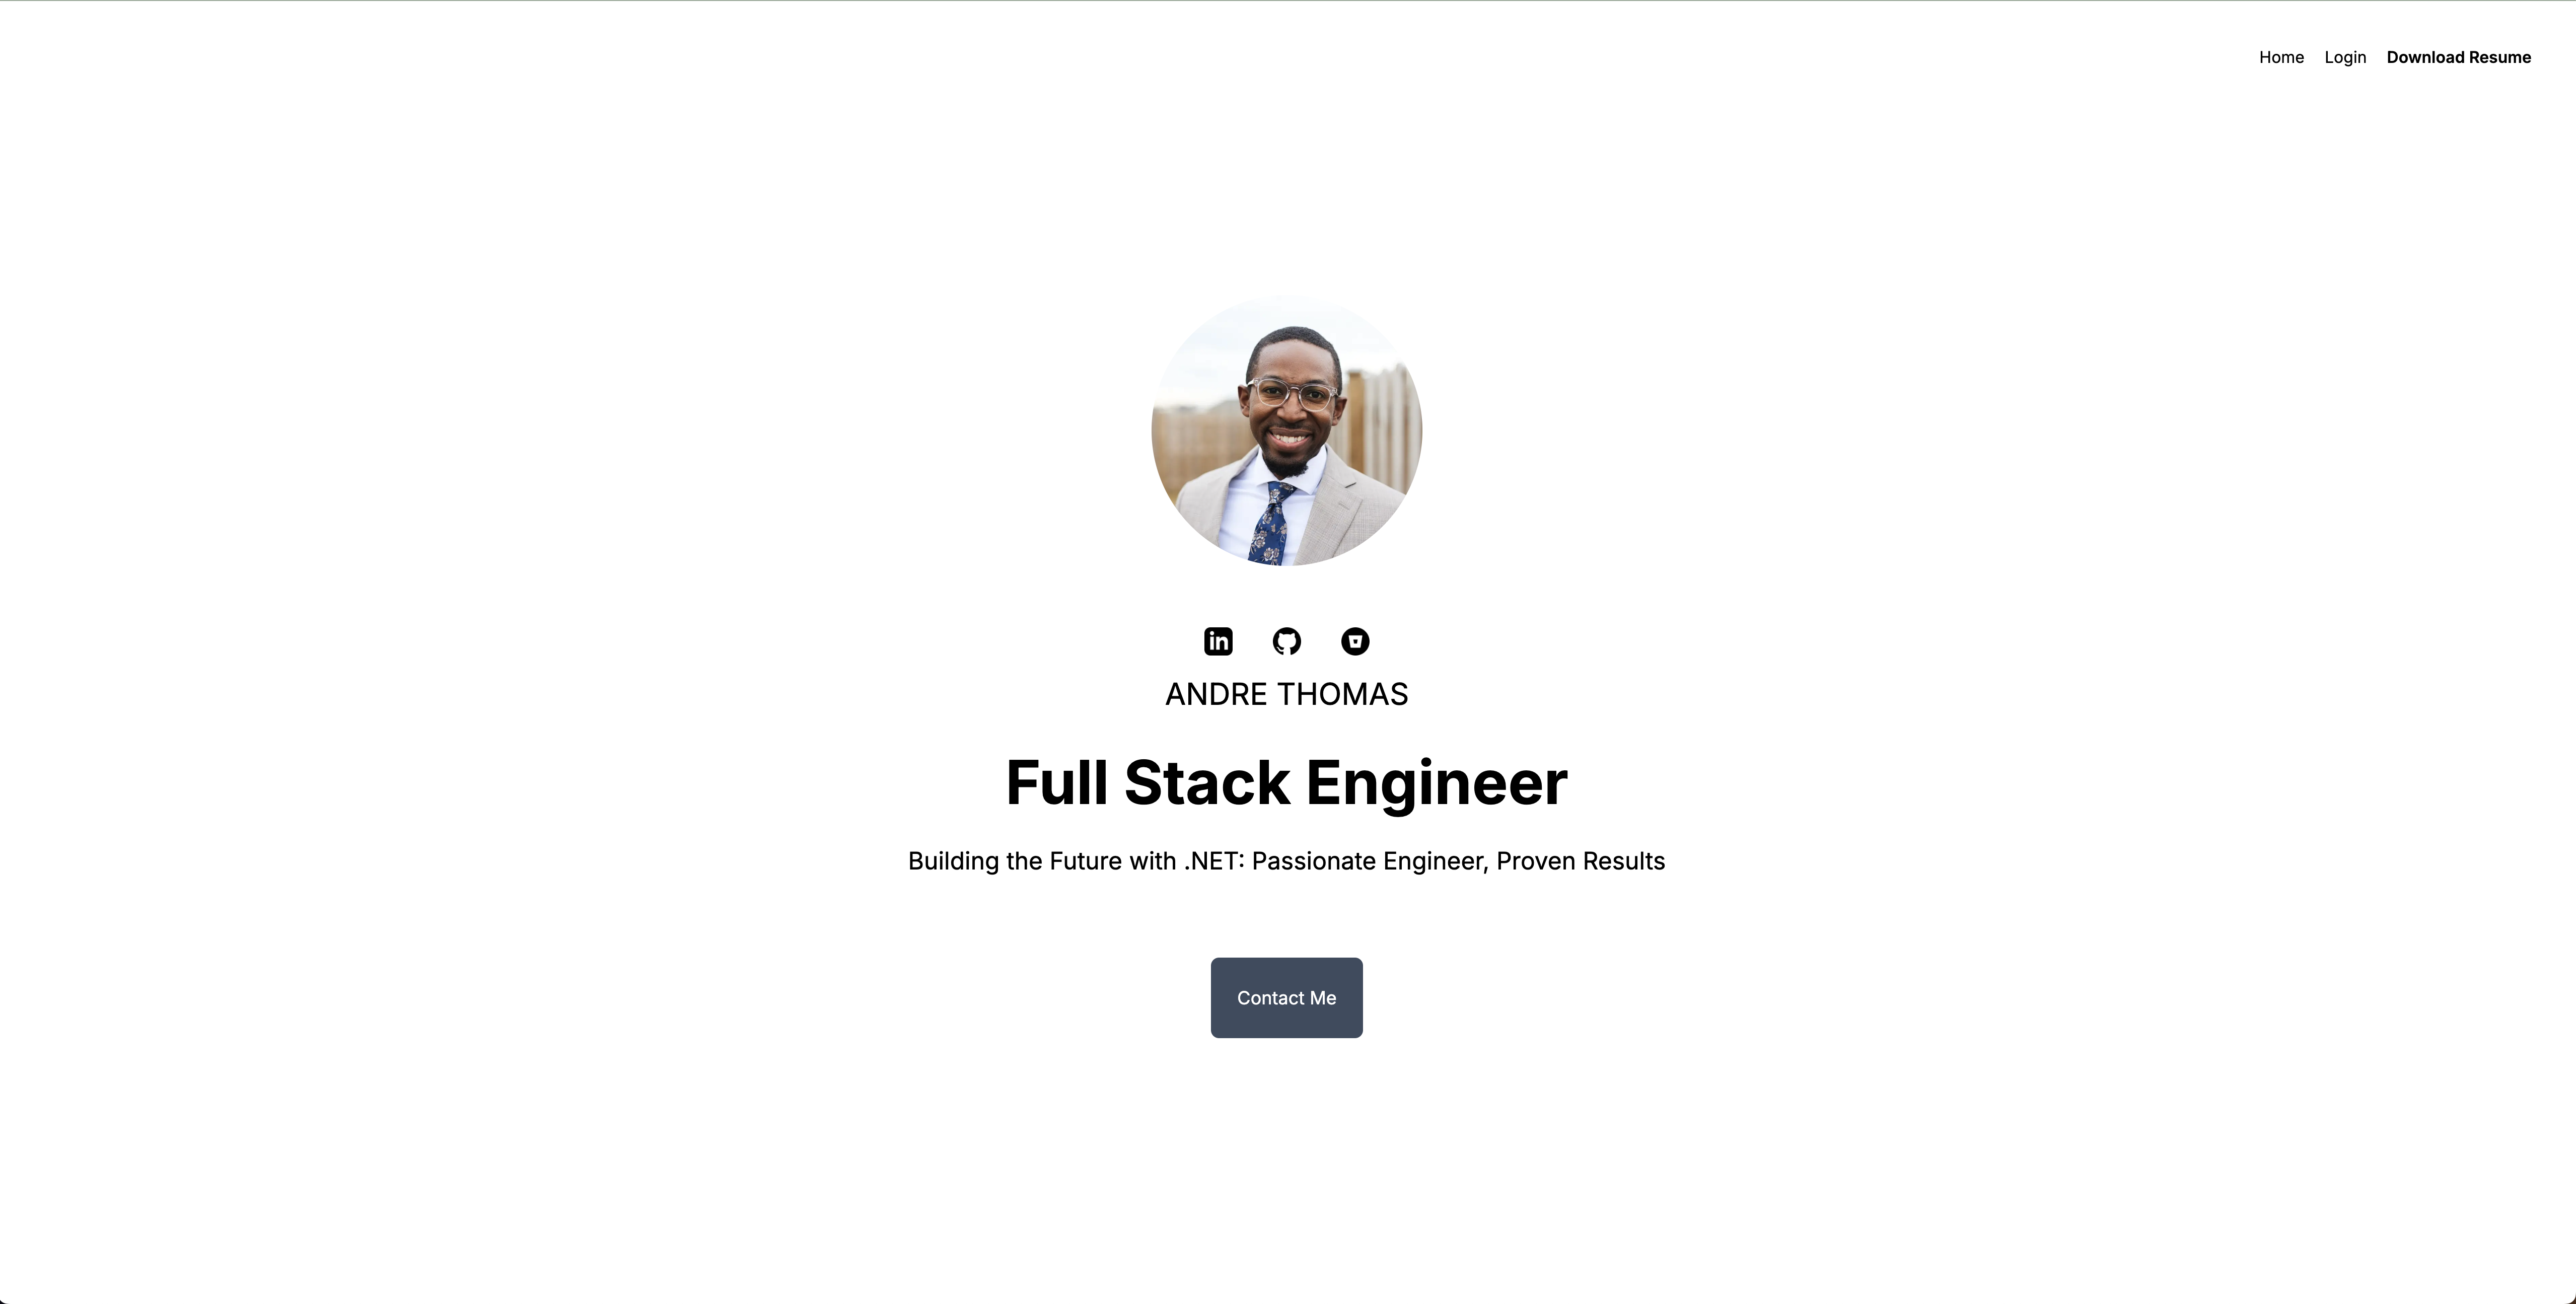 Home Login Download Resume
in
ANDRE THOMAS
Full Stack Engineer
Building the Future with .NET: Passionate Engineer, Proven Results
Contact Me